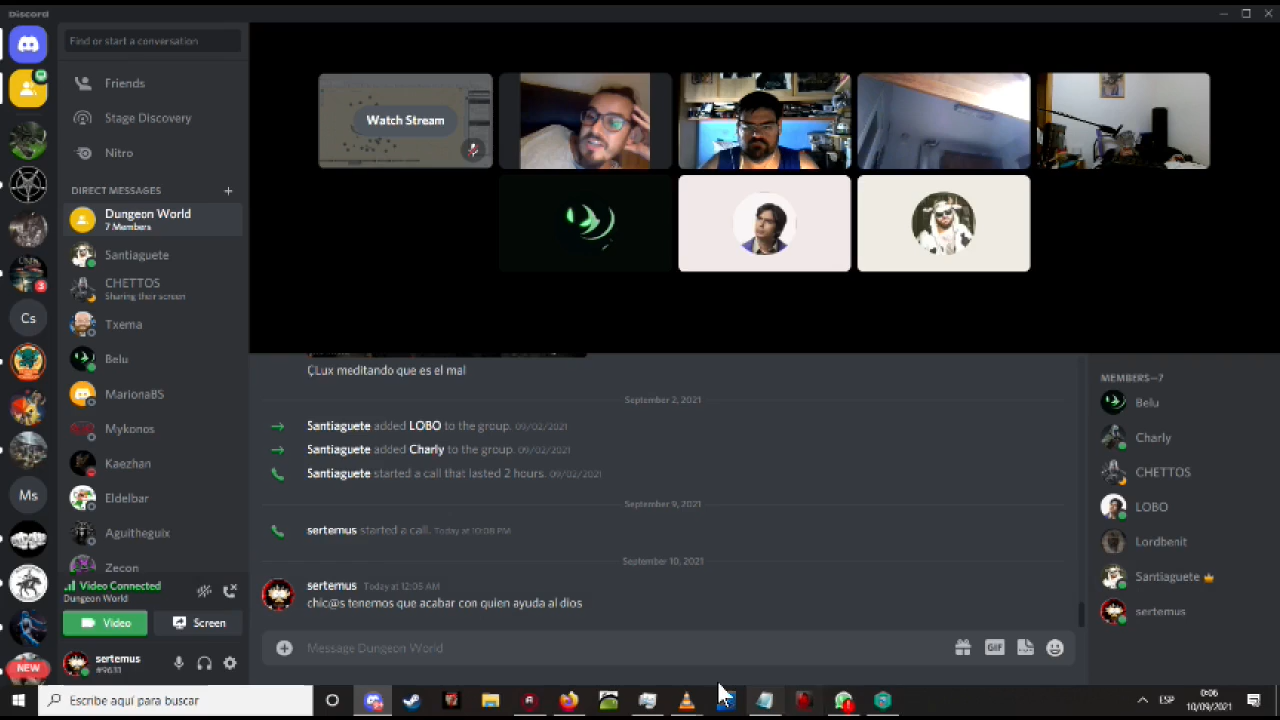 Discord
Find or start a conversation
Friends
Stage Discovery
Nitro
DIRECT MESSAGES
Dungeon World
7 Members
Santiaguete
CHETTOS
Sharing their screen
Txema
Belu
MarionaBS
Mykonos
Kaezhan
Eldelbar
Aguitheguix
Zecon
Video Connected
Dungeon World
Video
Screen
sertemus
#9631
3
Cs
Ms
NEW
Watch Stream
ÇLux meditando que es el mal
September 2, 2021
Santiaguete added LOBO to the group. 09/02/2021
Santiaguete added Charly to the group. 09/02/2021
Santiaguete started a call that lasted 2 hours. 09/02/2021
September 9, 2021
sertemus started a call. Today at 10:08 PM
September 10, 2021
sertemus Today at 12:05 AM
chic@s tenemos que acabar con quien ayuda al dios
Message Dungeon World
GIF
MEMBERS—7
Belu
Charly
CHETTOS
LOBO
Lordbenit
Santiaguete
sertemus
Escribe aquí para buscar
ESP
0:06
10/09/2021